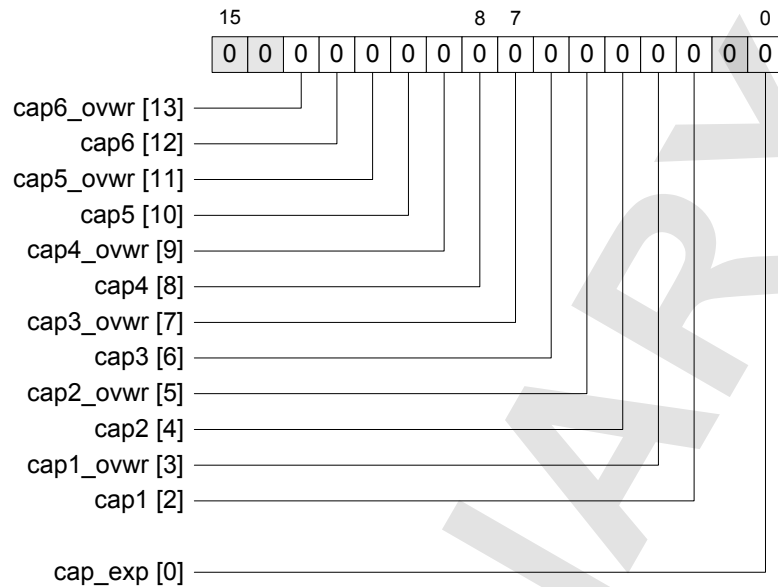 15 8 7 0
0 0 0 0 0 0 0 0 0 0 0 0 0 0 0 0
cap6_ovwr [13]
cap6 [12]
cap5_ovwr [11]
cap5 [10]
cap4_ovwr [9]
cap4 [8]
cap3_ovwr [7]
cap3 [6]
cap2_ovwr [5]
cap2 [4]
cap1_ovwr [3]
cap1 [2]
cap_exp [0]